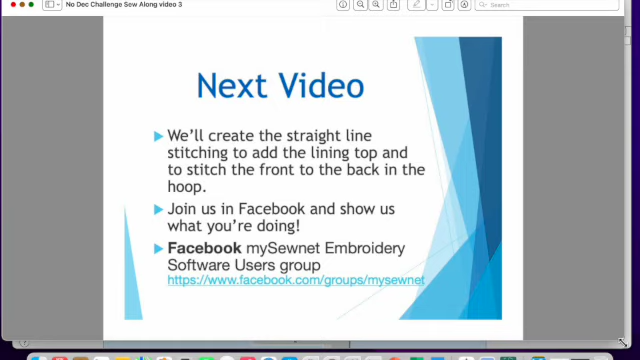 No Dec Challenge Sew Along video 3
Search
Next Video
We'll create the straight line
stitching to add the lining top and
to stitch the front to the back in the
hoop.
Join us in Facebook and show us
what you're doing!
Facebook mySewnet Embroidery
Software Users group
https://www.facebook.com/groups/mysewnet